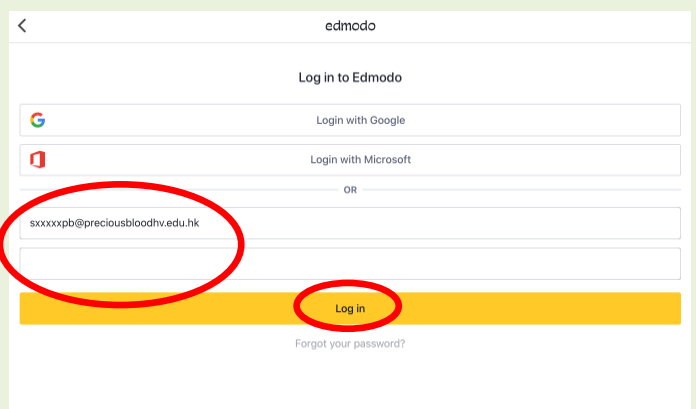 edmodo
Log in to Edmodo
Login with Google
Login with Microsoft
OR
sxxxxxpb@preciousbloodhv.edu.hk
Log in
Forgot your password?